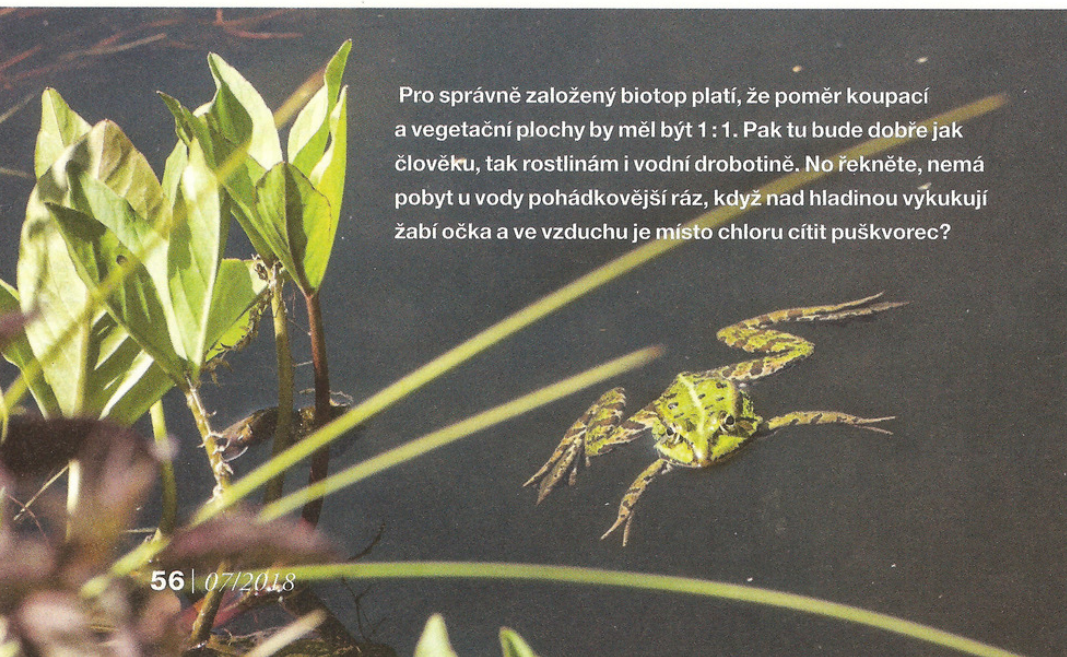 Pro správně založený biotop platí, že poměr koupací
a vegetační plochy by měl být 1 : 1. Pak tu bude dobře jak
člověku, tak rostlinám i vodní drobotině. No řekněte, nemá
pobyt u vody pohádkovější ráz, když nad hladinou vykukují
žabí očka a ve vzduchu je místo chloru cítit puškvorec?
56 | 07/2018